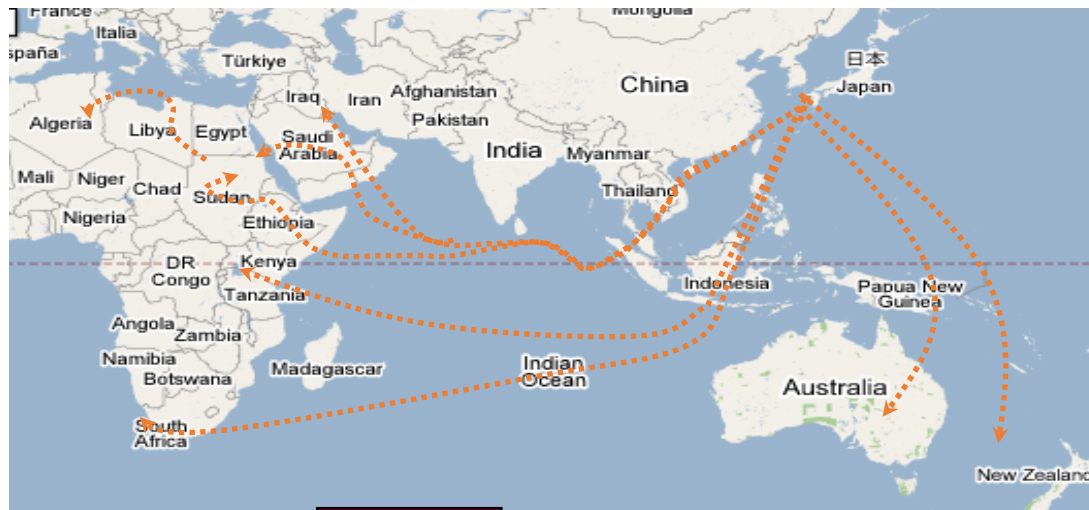 France
Mongolia
Italia
spaña
Türkiye
日本
Japan
China
Afghanistan
Iraq
Iran
Pakistan
Algeria
Libya
Egypt
Saudi
Arabia
India
Myanmar
Mali
Niger
Chad
Sudan
Thailand
Nigeria
Ethiopia
DR
Congo
Kenya
Tanzania
Indonesia
Papua New
Guinea
Angola
Zambia
Namibia
Botswana
Madagascar
Indian
Ocean
Australia
South
Africa
New Zealand